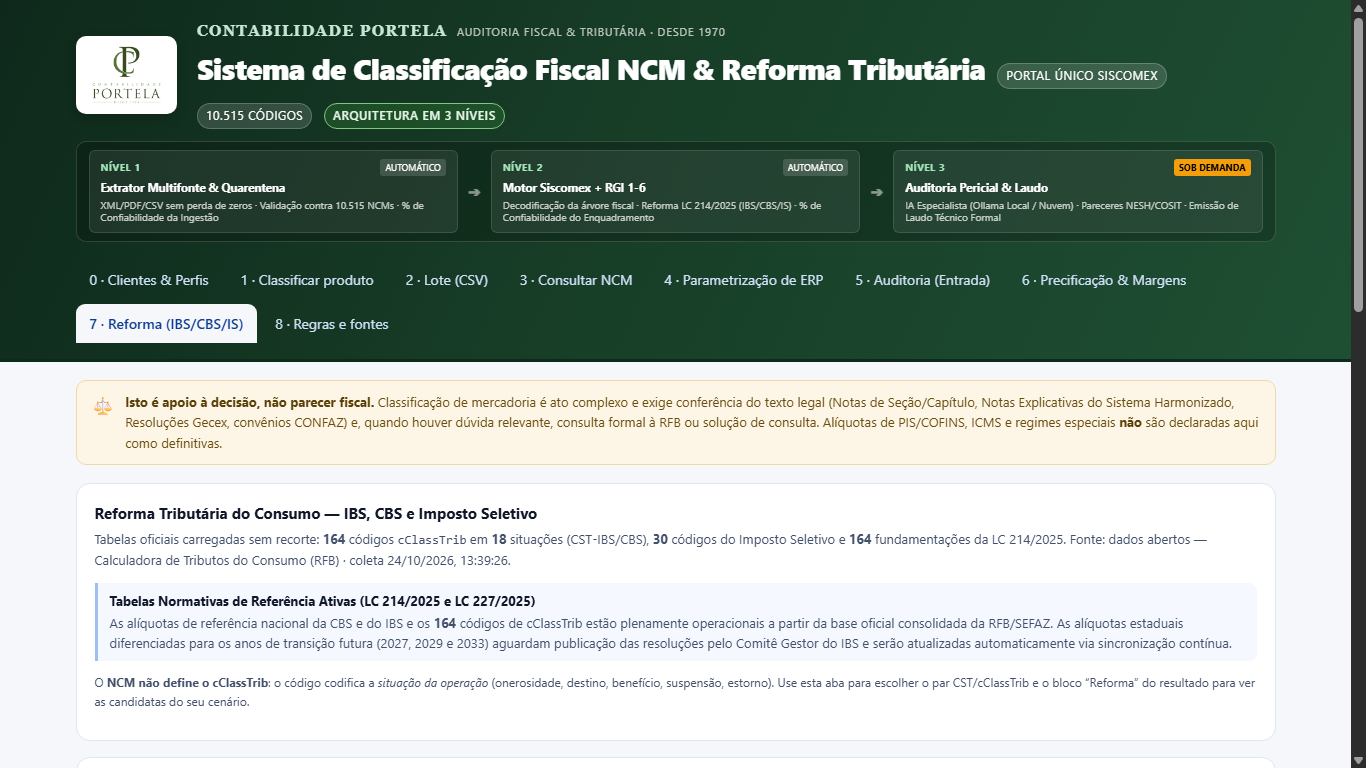 CONTABILIDADE PORTELA AUDITORIA FISCAL & TRIBUTÁRIA · DESDE 1970
CP
CONTABILIDADE
PORTELA
Sistema de Classificação Fiscal NCM & Reforma Tributária PORTAL ÚNICO SISCOMEX
10.515 CÓDIGOS ARQUITETURA EM 3 NÍVEIS
NÍVEL 1 AUTOMÁTICO
Extrator Multifonte & Quarentena
XML/PDF/CSV sem perda de zeros · Validação contra 10.515 NCMs · % de
Confiabilidade da Ingestão
➔
NÍVEL 2 AUTOMÁTICO
Motor Siscomex + RGI 1-6
Decodificação da árvore fiscal · Reforma LC 214/2025 (IBS/CBS/IS) · % de
Confiabilidade do Enquadramento
➔
NÍVEL 3 SOB DEMANDA
Auditoria Pericial & Laudo
IA Especialista (Ollama Local / Nuvem) · Pareceres NESH/COSIT · Emissão de
Laudo Técnico Formal
0 · Clientes & Perfis 1 · Classificar produto 2 · Lote (CSV) 3 · Consultar NCM 4 · Parametrização de ERP 5 · Auditoria (Entrada) 6 · Precificação & Margens
7 · Reforma (IBS/CBS/IS) 8 · Regras e fontes
Isto é apoio à decisão, não parecer fiscal. Classificação de mercadoria é ato complexo e exige conferência do texto legal (Notas de Seção/Capítulo, Notas Explicativas do Sistema Harmonizado,
Resoluções Gecex, convênios CONFAZ) e, quando houver dúvida relevante, consulta formal à RFB ou solução de consulta. Alíquotas de PIS/COFINS, ICMS e regimes especiais não são declaradas aqui
como definitivas.
Reforma Tributária do Consumo — IBS, CBS e Imposto Seletivo
Tabelas oficiais carregadas sem recorte: 164 códigos cClassTrib em 18 situações (CST-IBS/CBS), 30 códigos do Imposto Seletivo e 164 fundamentações da LC 214/2025. Fonte: dados abertos —
Calculadora de Tributos do Consumo (RFB) · coleta 24/10/2026, 13:39:26.
Tabelas Normativas de Referência Ativas (LC 214/2025 e LC 227/2025)
As alíquotas de referência nacional da CBS e do IBS e os 164 códigos de cClassTrib estão plenamente operacionais a partir da base oficial consolidada da RFB/SEFAZ. As alíquotas estaduais
diferenciadas para os anos de transição futura (2027, 2029 e 2033) aguardam publicação das resoluções pelo Comitê Gestor do IBS e serão atualizadas automaticamente via sincronização contínua.
O NCM não define o cClassTrib: o código codifica a situação da operação (onerosidade, destino, benefício, suspensão, estorno). Use esta aba para escolher o par CST/cClassTrib e o bloco “Reforma” do resultado para ver
as candidatas do seu cenário.